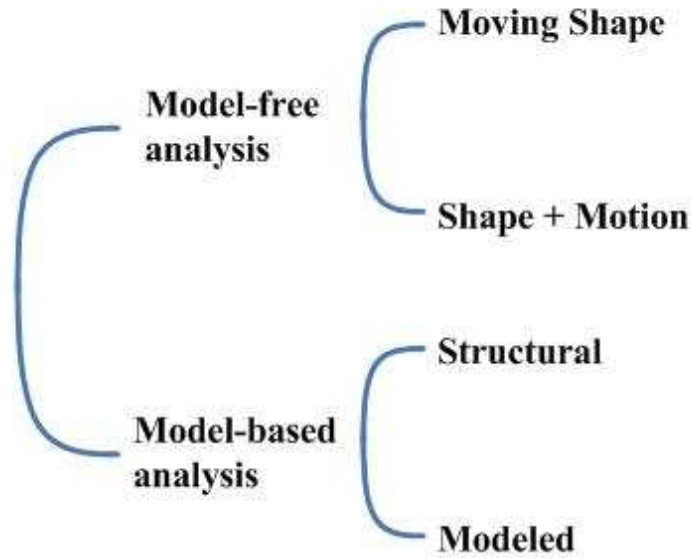 Moving Shape
Model-free
analysis
Shape + Motion
Structural
Model-based
analysis
Modeled